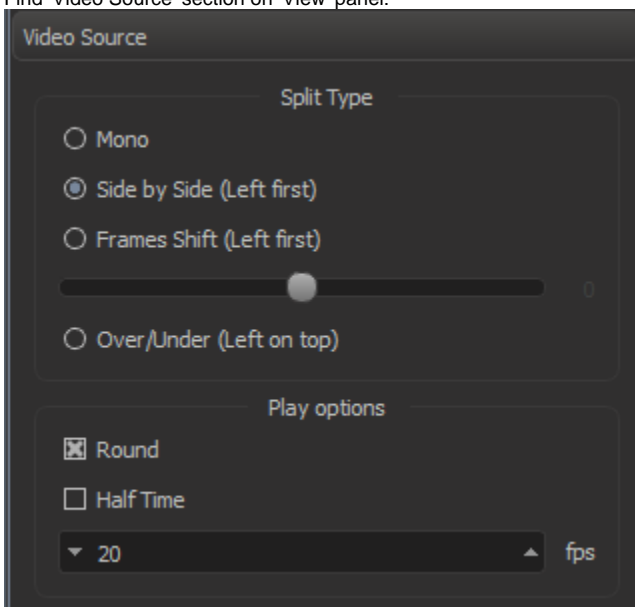 Find 'Video Source' section on 'View' panel.
Video Source
Split Type
Mono
Side by Side (Left first)
Frames Shift (Left first)
0
Over/Under (Left on top)
Play options
Round
Half Time
20 fps